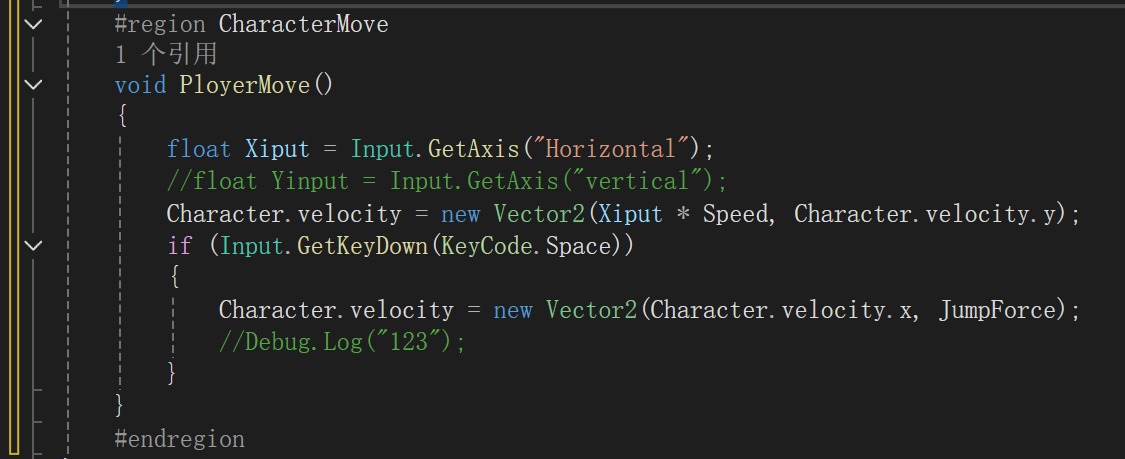 #region CharacterMove
1 个引用
void PloyerMove()
{
float Xiput = Input.GetAxis("Horizontal");
//float Yinput = Input.GetAxis("vertical");
Character.velocity = new Vector2(Xiput * Speed, Character.velocity.y);
if (Input.GetKeyDown(KeyCode.Space))
{
Character.velocity = new Vector2(Character.velocity.x, JumpForce);
//Debug.Log("123");
}
}
#endregion